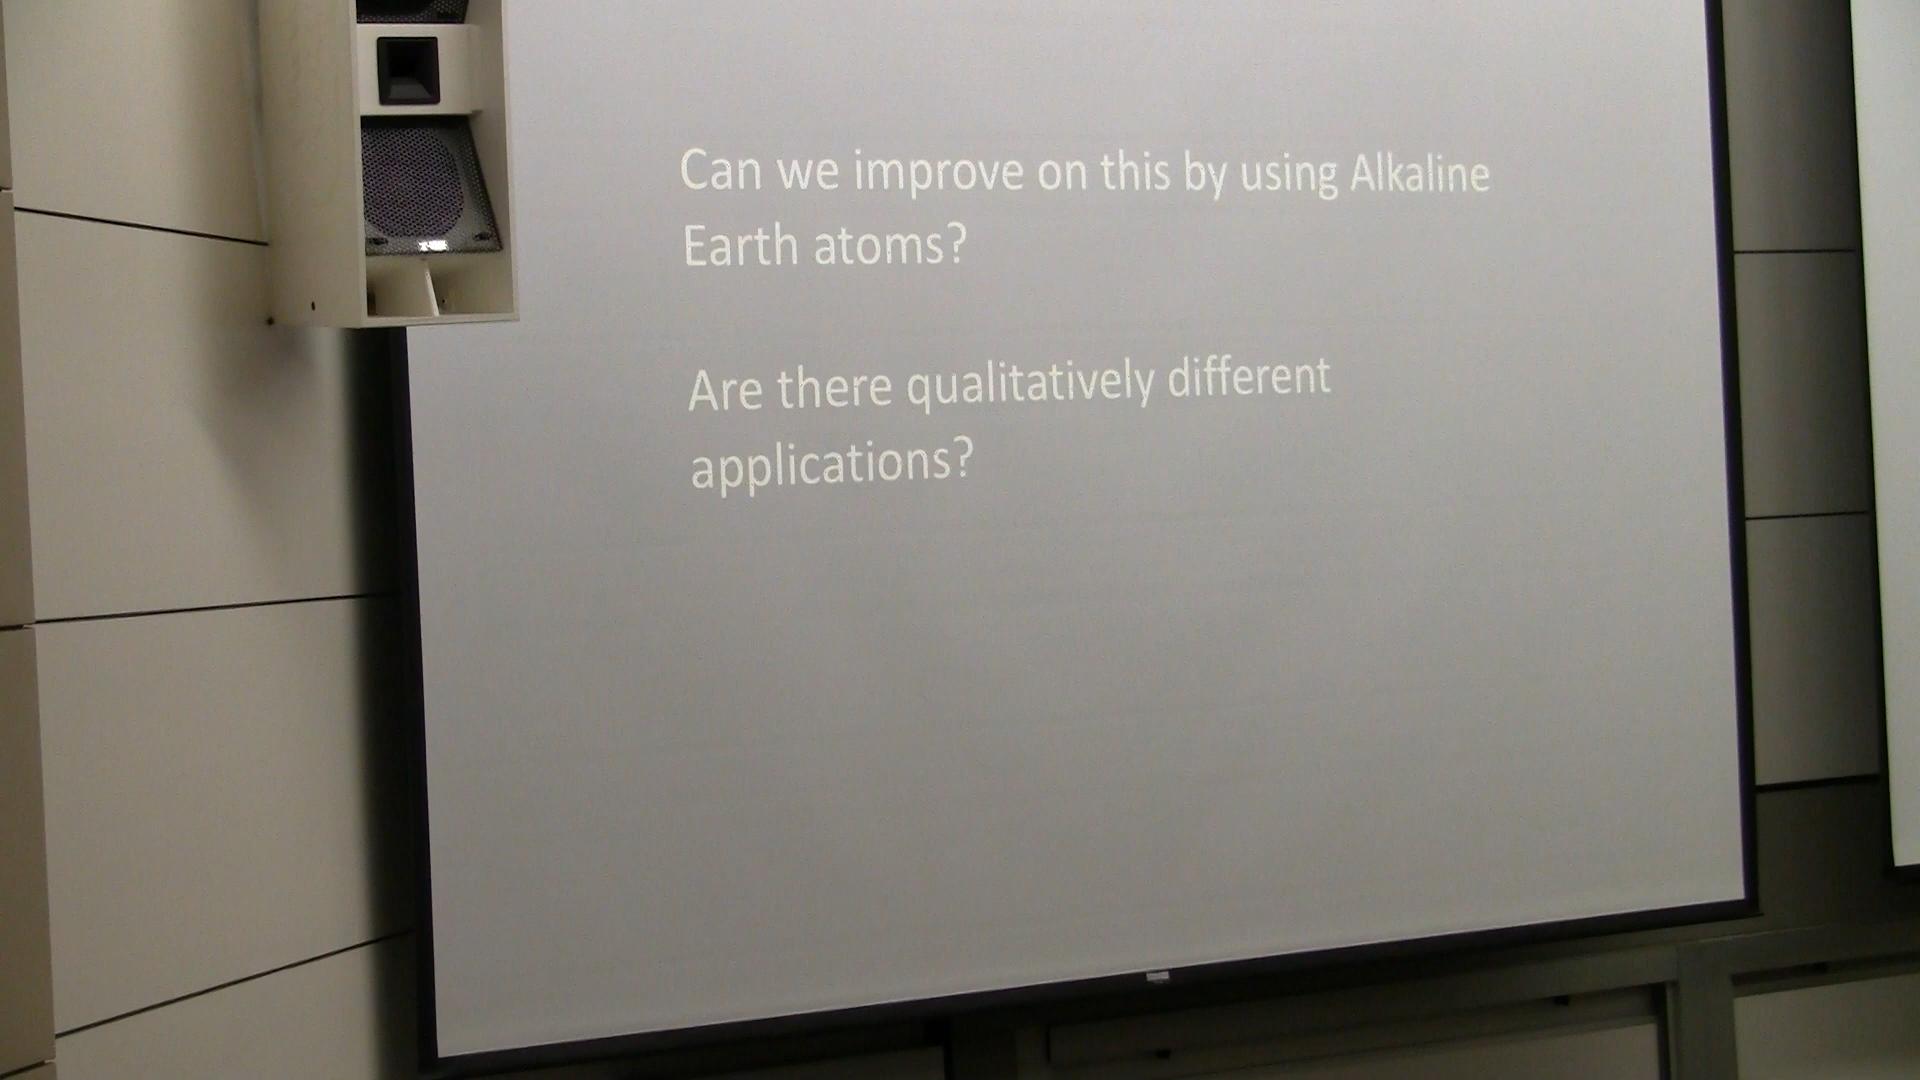 Can we improve on this by using Alkaline
Earth atoms?
Are there qualitatively different
applications?